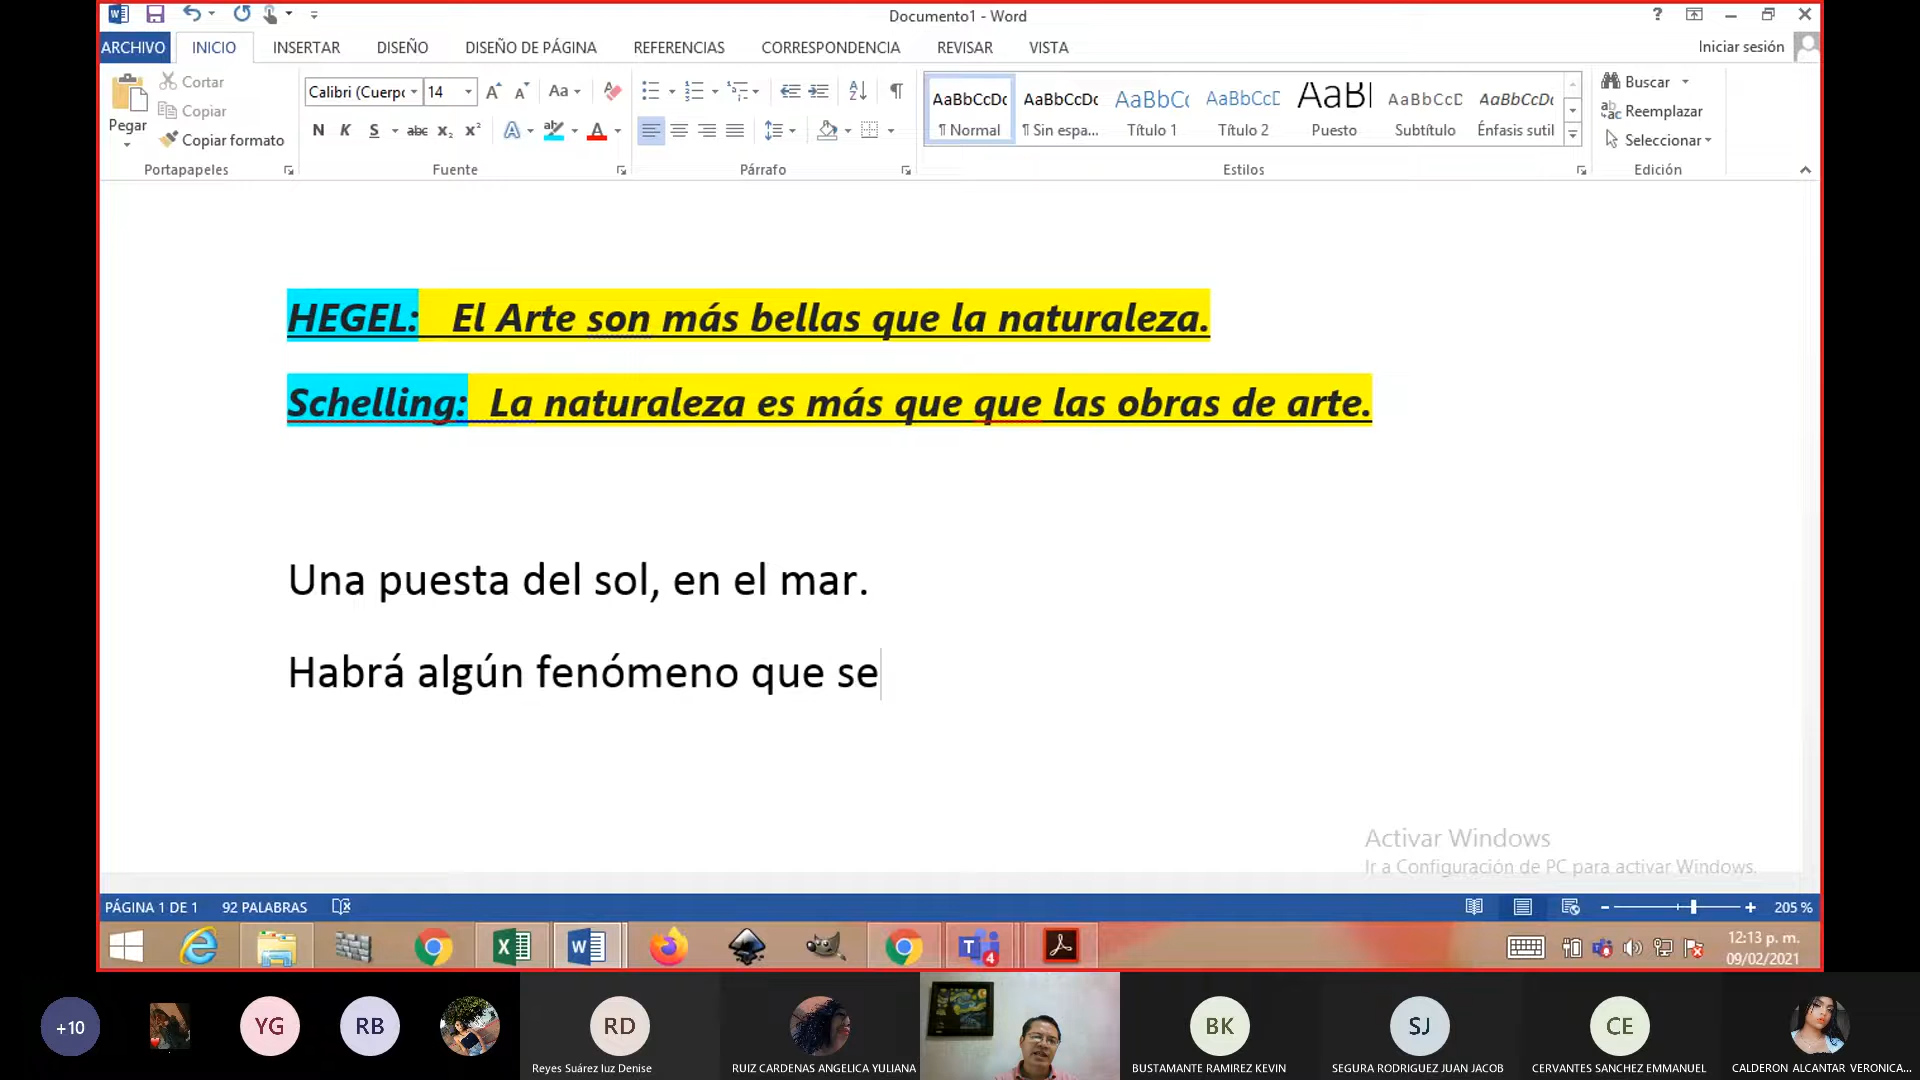 Documento1 - Word
?
ARCHIVO INICIO INSERTAR DISEÑO DISEÑO DE PÁGINA REFERENCIAS CORRESPONDENCIA REVISAR VISTA Iniciar sesión
Pegar
Cortar
Copiar
Copiar formato
Portapapeles
Calibri (Cuerpo 14
N K S abc x₂ x²
Fuente
Párrafo
AaBbCcDc AaBbCcDc AaBbCc AaBbCcD AaBl AaBbCcD AaBbCcDc
¶ Normal ¶ Sin espa... Título 1 Título 2 Puesto Subtítulo Énfasis sutil
Estilos
Buscar
Reemplazar
Seleccionar
Edición
HEGEL: El Arte son más bellas que la naturaleza.
Schelling: La naturaleza es más que que las obras de arte.
Una puesta del sol, en el mar.
Habrá algún fenómeno que se
Activar Windows
Ir a Configuración de PC para activar Windows.
PÁGINA 1 DE 1 92 PALABRAS 205 %
12:13 p. m.
09/02/2021
+10 YG RB RD BK SJ CE
Reyes Suárez luz Denise RUIZ CARDENAS ANGELICA YULIANA BUSTAMANTE RAMIREZ KEVIN SEGURA RODRIGUEZ JUAN JACOB CERVANTES SANCHEZ EMMANUEL CALDERON ALCANTAR VERONICA...